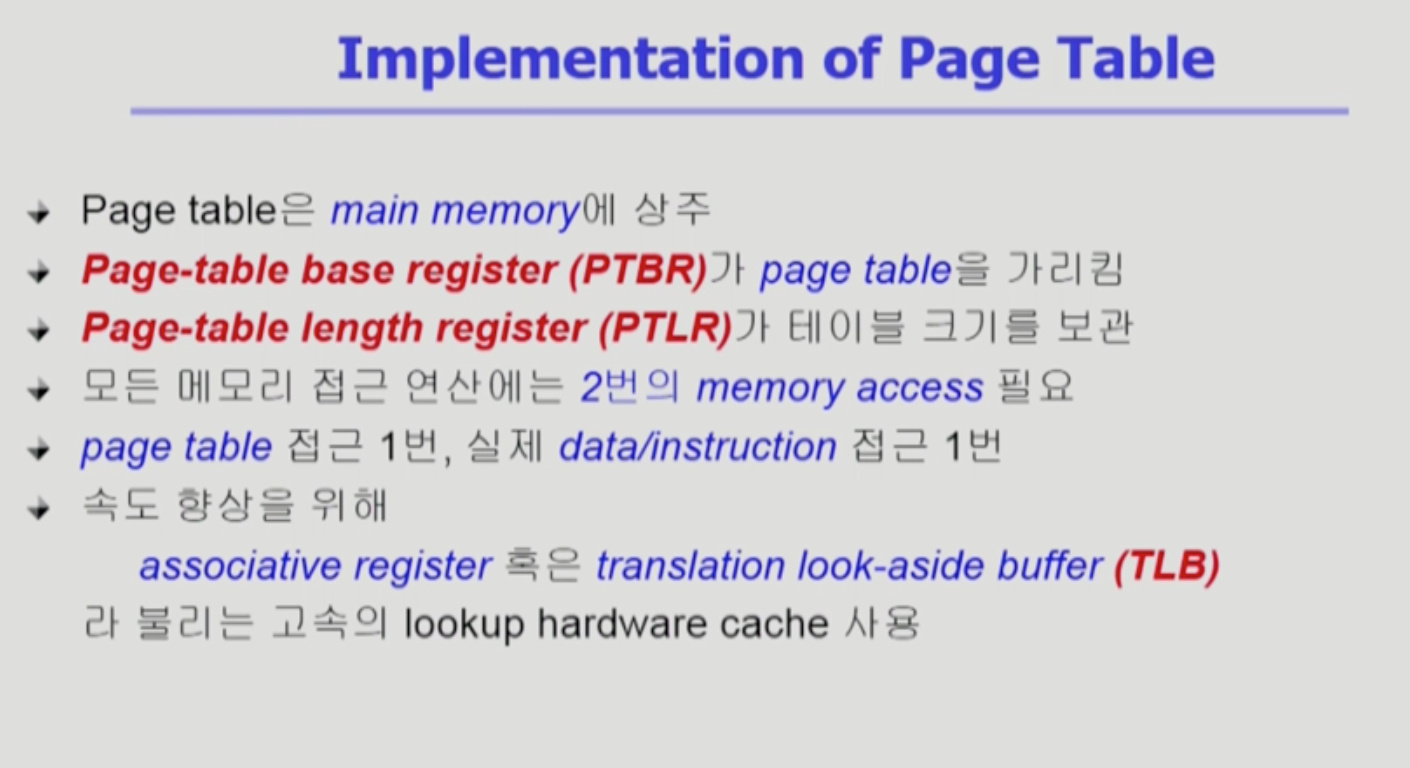 Implementation of Page Table
Page table은 main memory에 상주
Page-table base register (PTBR)가 page table을 가리킴
Page-table length register (PTLR)가 테이블 크기를 보관
모든 메모리 접근 연산에는 2번의 memory access 필요
page table 접근 1번, 실제 data/instruction 접근 1번
속도 향상을 위해
associative register 혹은 translation look-aside buffer (TLB)
라 불리는 고속의 lookup hardware cache 사용